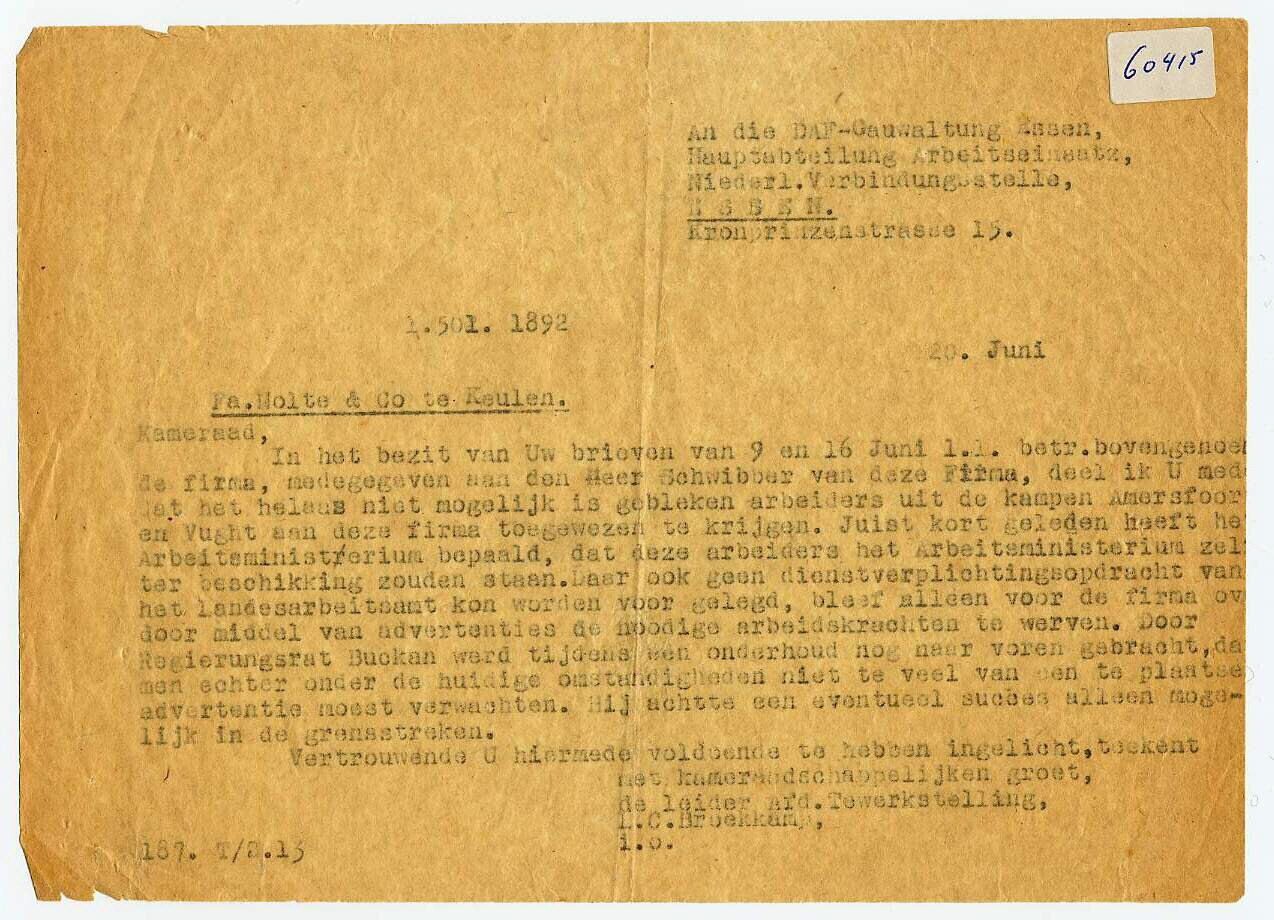 60415
An die DAF-Gauwaltung Essen,
Hauptabteilung Arbeitseinsatz,
Niederl.Verbindungsstelle,
E S S E N.
Kronprinzenstrasse 15.
1.501. 1892
20. Juni
Fa.Nolte & Co te Keulen.
Kameraad,
In het bezit van Uw brieven van 9 en 16 Juni l.l. betr.bovengenoem
de firma, medegegeven aan den Heer Schwibber van deze Firma, deel ik U mede
dat het helaas niet mogelijk is gebleken arbeiders uit de kampen Amersfoor
en Vught aan deze firma toegewezen te krijgen. Juist kort geleden heeft he
Arbeitsministrerium bepaald, dat deze arbeiders het Arbeitsministerium zelf
ter beschikking zouden staan.Daar ook geen dienstverplichtingsopdracht van
het Landesarbeitsamt kon worden voor gelegd, bleef alleen voor de firma ov
door middel van advertenties de noodige arbeidskrachten te werven. Door
Regierungsrat Buckan werd tijdens een onderhoud nog naar voren gebracht,da
men echter onder de huidige omstandigheden niet te veel van een te plaatse
advertentie moest verwachten. Hij achtte een eventueel succes alleen moge-
lijk in de grensstreken.
Vertrouwende U hiermede voldoende te hebben ingelicht,teekent
met kameraadschappelijken groet,
de leider Afd.Tewerkstelling,
L.C.Broekkamp,
i.o.
187. T/S.13